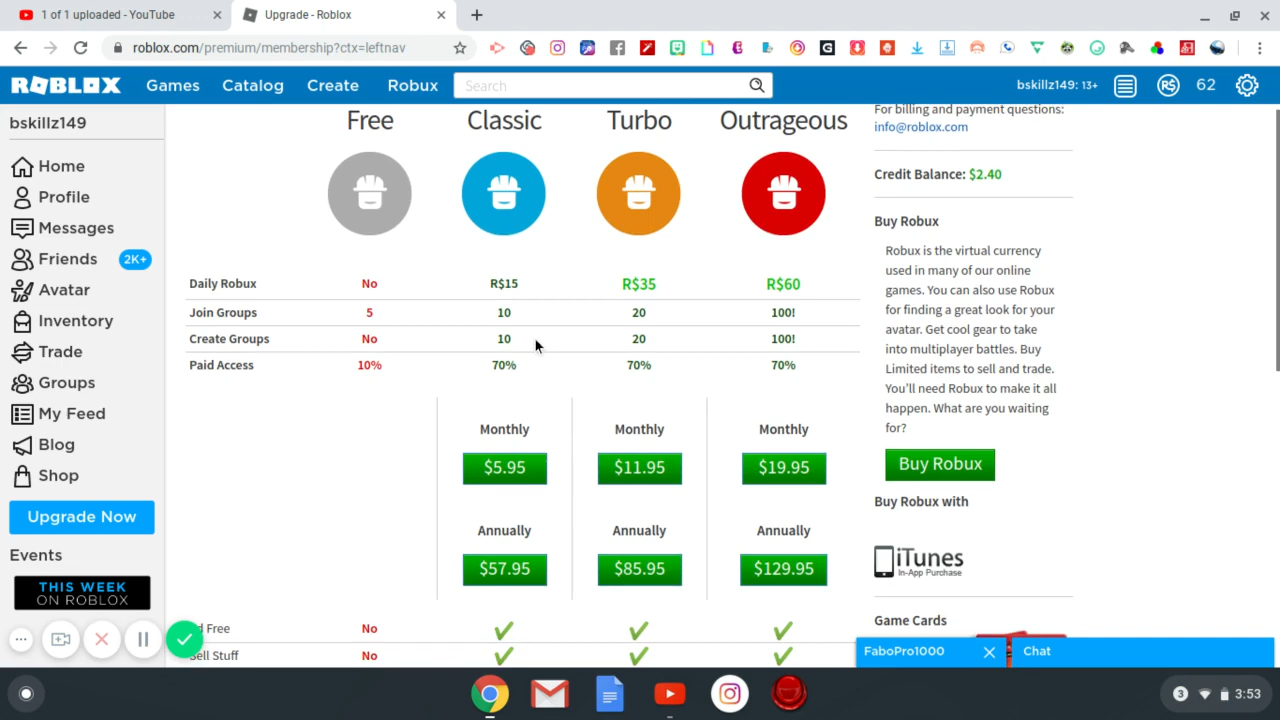 1 of 1 uploaded - YouTube
Upgrade - Roblox
roblox.com/premium/membership?ctx=leftnav
ROBLOX Games Catalog Create Robux Search bskillz149: 13+ R$ 62
bskillz149
Home
Profile
Messages
Friends 2K+
Avatar
Inventory
Trade
Groups
My Feed
Blog
Shop
Upgrade Now
Events
THIS WEEK
ON ROBLOX
Free Classic Turbo Outrageous
Daily Robux No R$15 R$35 R$60
Join Groups 5 10 20 100!
Create Groups No 10 20 100!
Paid Access 10% 70% 70% 70%
Monthly Monthly Monthly
$5.95 $11.95 $19.95
Annually Annually Annually
$57.95 $85.95 $129.95
d Free No
Sell Stuff No
For billing and payment questions:
info@roblox.com
Credit Balance: $2.40
Buy Robux
Robux is the virtual currency
used in many of our online
games. You can also use Robux
for finding a great look for your
avatar. Get cool gear to take
into multiplayer battles. Buy
Limited items to sell and trade.
You'll need Robux to make it all
happen. What are you waiting
for?
Buy Robux
Buy Robux with
iTunes
In-App Purchase
Game Cards
FaboPro1000
Chat
3 3:53